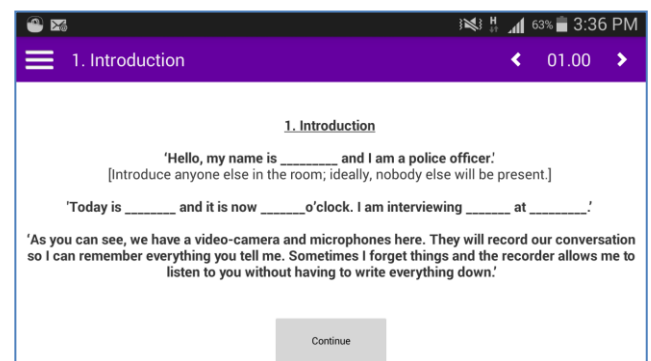 H 63% 3:36 PM
1. Introduction 01.00
1. Introduction
‘Hello, my name is _________ and I am a police officer.’
[Introduce anyone else in the room; ideally, nobody else will be present.]
'Today is ________ and it is now _______o’clock. I am interviewing _______ at _________.’
‘As you can see, we have a video-camera and microphones here. They will record our conversation
so I can remember everything you tell me. Sometimes I forget things and the recorder allows me to
listen to you without having to write everything down.’
Continue